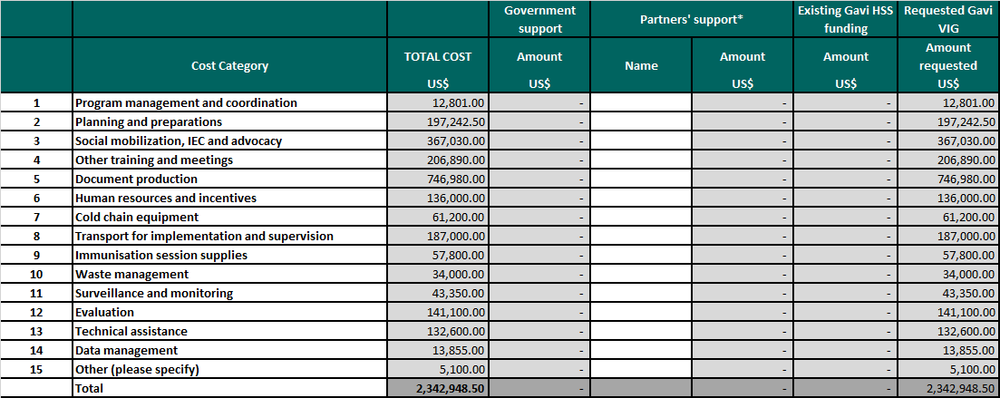 Government support Partners' support* Existing Gavi HSS funding Requested Gavi VIG
Cost Category TOTAL COST US$ Amount US$ Name Amount US$ Amount US$ Amount requested US$
1 Program management and coordination 12,801.00 - - - 12,801.00
2 Planning and preparations 197,242.50 - - - 197,242.50
3 Social mobilization, IEC and advocacy 367,030.00 - - - 367,030.00
4 Other training and meetings 206,890.00 - - - 206,890.00
5 Document production 746,980.00 - - - 746,980.00
6 Human resources and incentives 136,000.00 - - - 136,000.00
7 Cold chain equipment 61,200.00 - - - 61,200.00
8 Transport for implementation and supervision 187,000.00 - - - 187,000.00
9 Immunisation session supplies 57,800.00 - - - 57,800.00
10 Waste management 34,000.00 - - - 34,000.00
11 Surveillance and monitoring 43,350.00 - - - 43,350.00
12 Evaluation 141,100.00 - - - 141,100.00
13 Technical assistance 132,600.00 - - - 132,600.00
14 Data management 13,855.00 - - - 13,855.00
15 Other (please specify) 5,100.00 - - - 5,100.00
Total 2,342,948.50 - - - 2,342,948.50